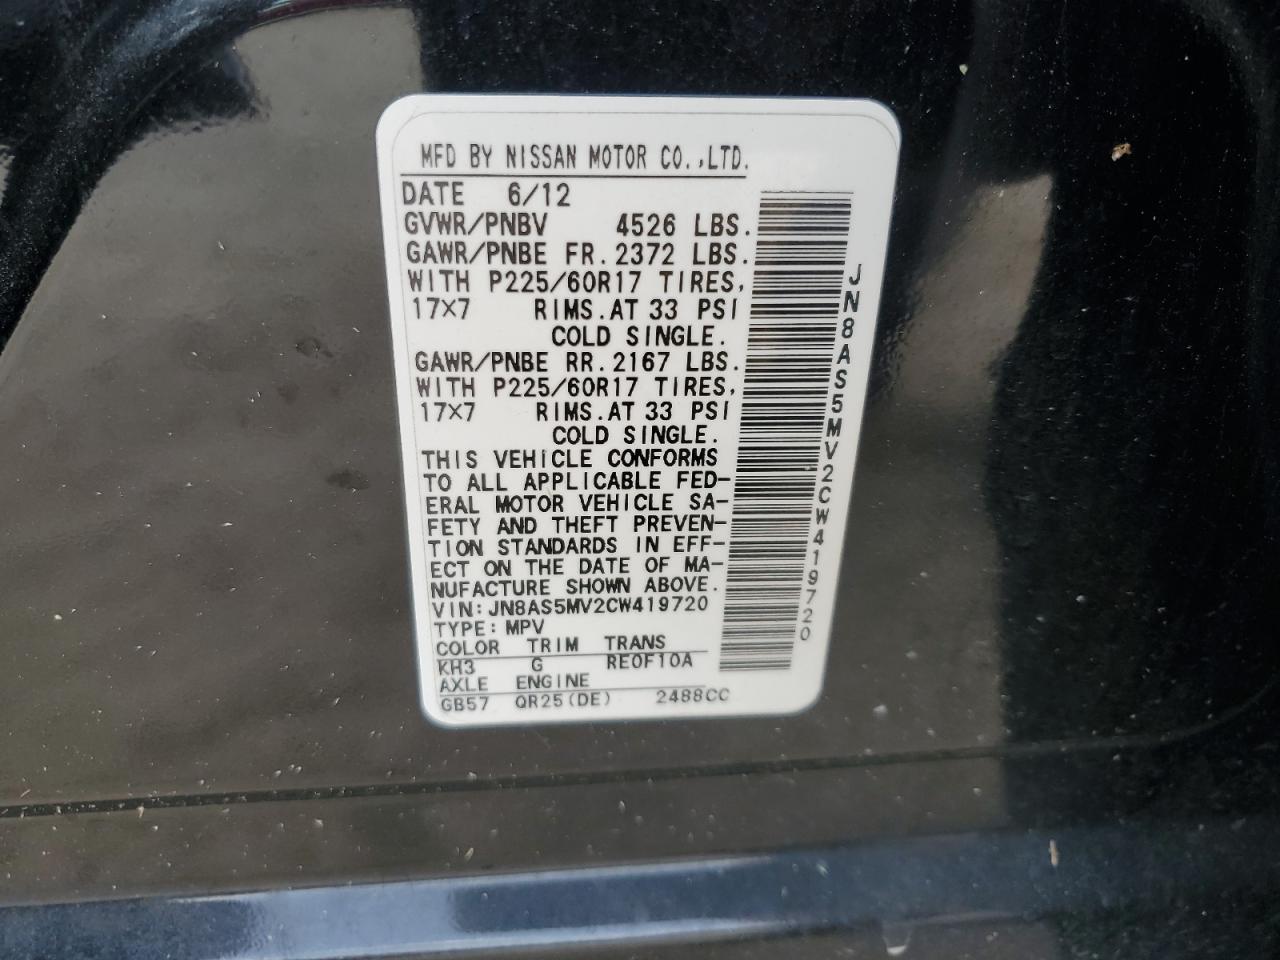 MFD BY NISSAN MOTOR CO.,LTD.
DATE 6/12
GVWR/PNBV 4526 LBS.
GAWR/PNBE FR. 2372 LBS.
WITH P225/60R17 TIRES,
17×7 RIMS.AT 33 PSI
COLD SINGLE.
GAWR/PNBE RR. 2167 LBS.
WITH P225/60R17 TIRES,
17×7 RIMS.AT 33 PSI
COLD SINGLE.
THIS VEHICLE CONFORMS
TO ALL APPLICABLE FED-
ERAL MOTOR VEHICLE SA-
FETY AND THEFT PREVEN-
TION STANDARDS IN EFF-
ECT ON THE DATE OF MA-
NUFACTURE SHOWN ABOVE.
VIN: JN8AS5MV2CW419720
TYPE: MPV
COLOR TRIM TRANS
KH3 G RE0F10A
AXLE ENGINE
GB57 QR25(DE) 2488CC
JN8AS5MV2CW419720